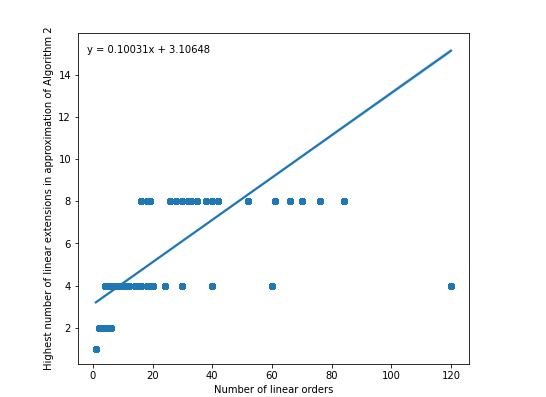 Highest number of linear extensions in approximation of Algorithm 2
y = 0.10031x + 3.10648
14
12
10
8
6
4
2
0 20 40 60 80 100 120
Number of linear orders